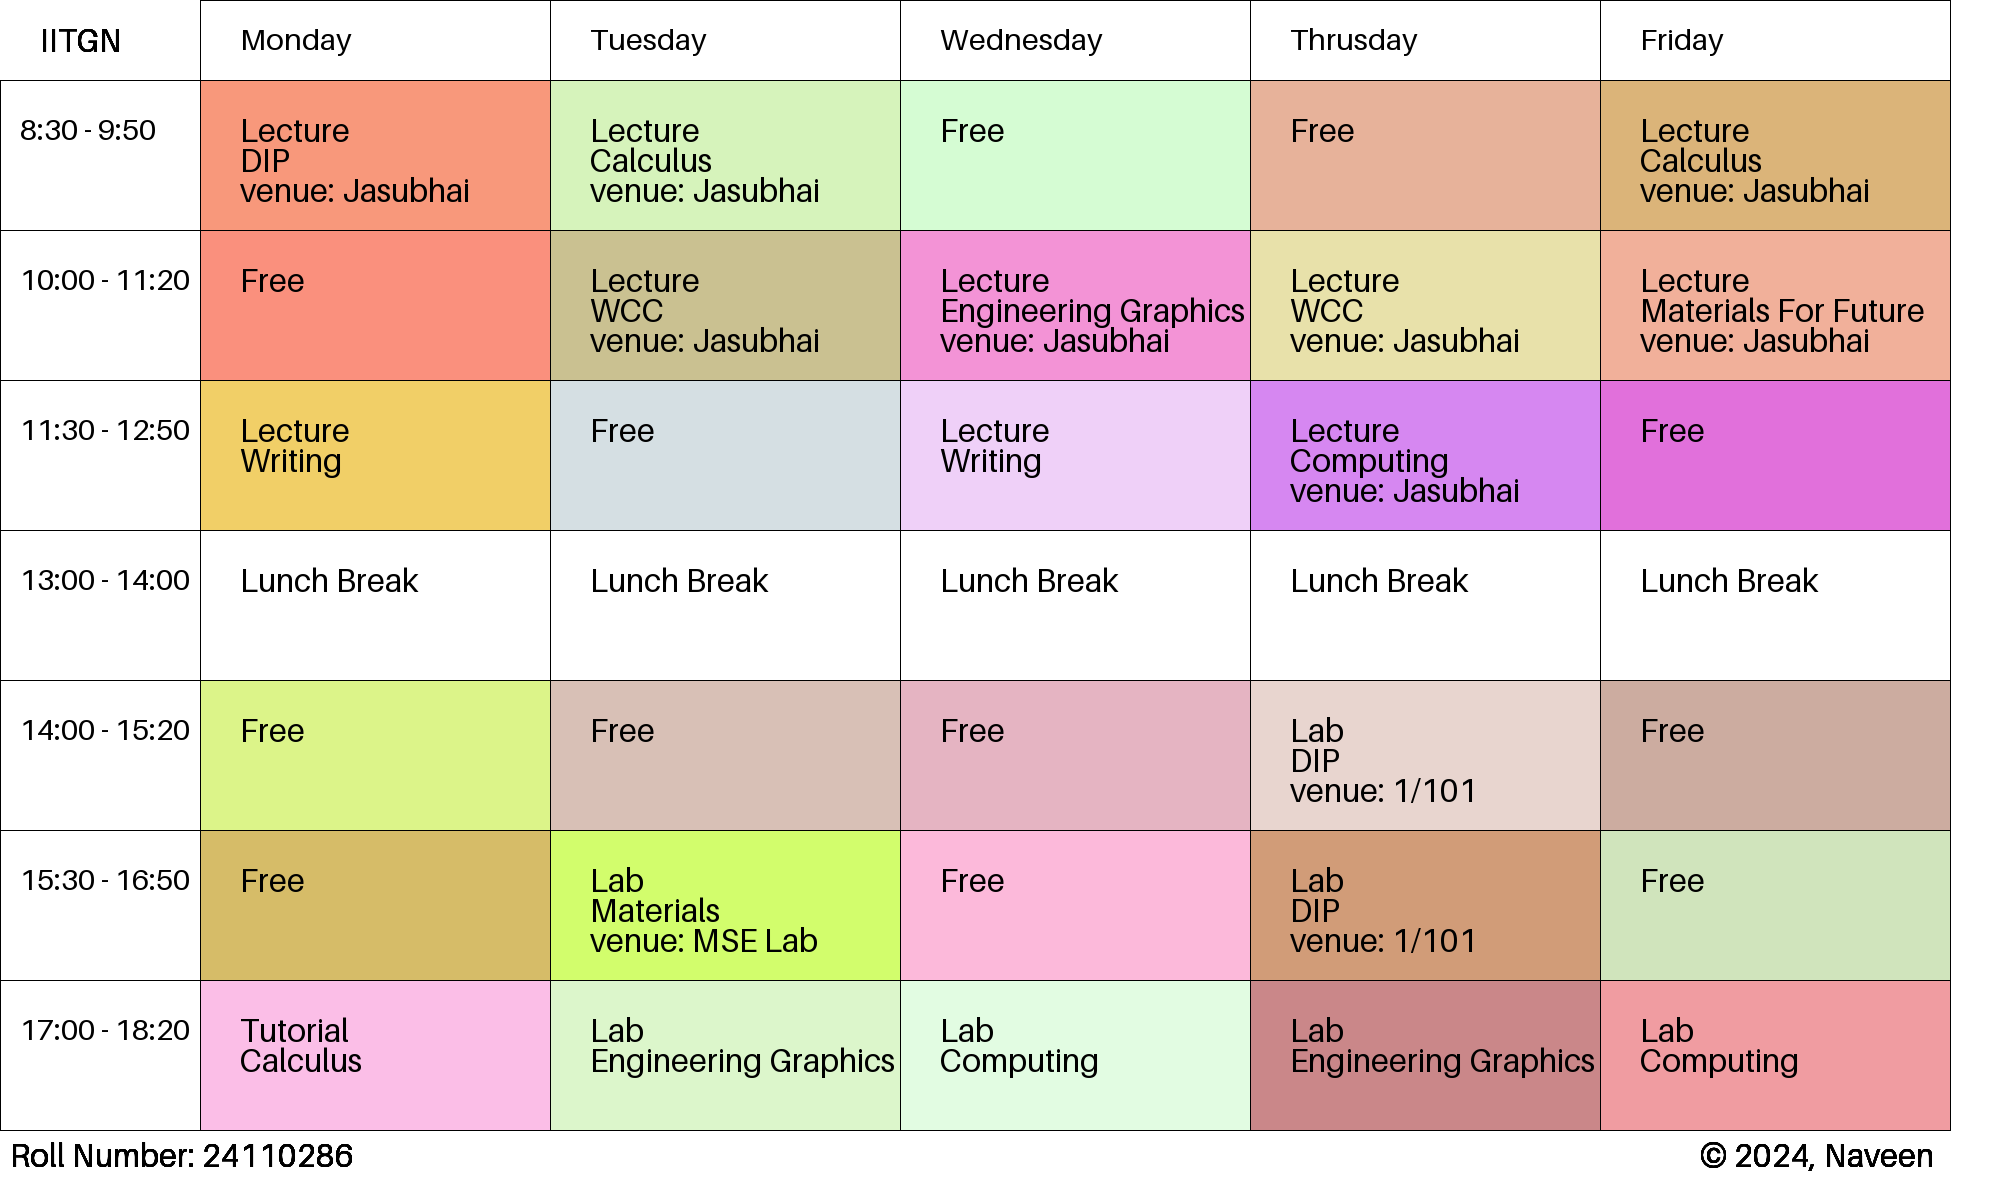 IITGN
Monday
Tuesday
Wednesday
Thrusday
Friday
8:30 - 9:50
Lecture
DIP
venue: Jasubhai
Lecture
Calculus
venue: Jasubhai
Free
Free
Lecture
Calculus
venue: Jasubhai
10:00 - 11:20
Free
Lecture
WCC
venue: Jasubhai
Lecture
Engineering Graphics
venue: Jasubhai
Lecture
WCC
venue: Jasubhai
Lecture
Materials For Future
venue: Jasubhai
11:30 - 12:50
Lecture
Writing
Free
Lecture
Writing
Lecture
Computing
venue: Jasubhai
Free
13:00 - 14:00
Lunch Break
Lunch Break
Lunch Break
Lunch Break
Lunch Break
14:00 - 15:20
Free
Free
Free
Lab
DIP
venue: 1/101
Free
15:30 - 16:50
Free
Lab
Materials
venue: MSE Lab
Free
Lab
DIP
venue: 1/101
Free
17:00 - 18:20
Tutorial
Calculus
Lab
Engineering Graphics
Lab
Computing
Lab
Engineering Graphics
Lab
Computing
Roll Number: 24110286
© 2024, Naveen